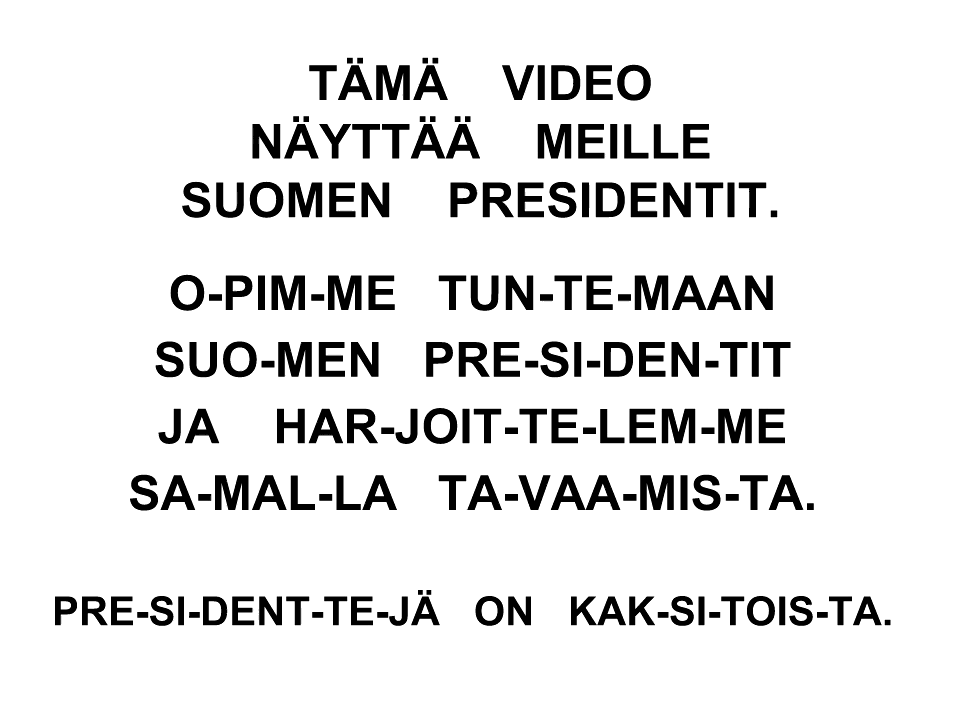 TÄMÄ VIDEO
NÄYTTÄÄ MEILLE
SUOMEN PRESIDENTIT.
O-PIM-ME TUN-TE-MAAN
SUO-MEN PRE-SI-DEN-TIT
JA HAR-JOIT-TE-LEM-ME
SA-MAL-LA TA-VAA-MIS-TA.
PRE-SI-DENT-TE-JÄ ON KAK-SI-TOIS-TA.